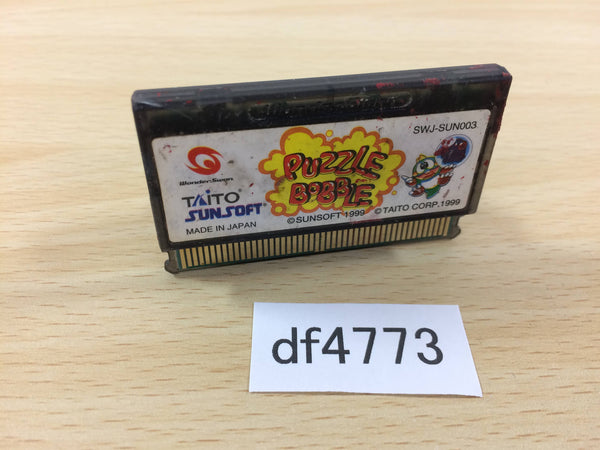 SWJ-SUN003
WonderSwan
PUZZLE
BOBBLE
TAITO
SUNSOFT®
©SUNSOFT 1999 ©TAITO CORP.1999
MADE IN JAPAN
df4773